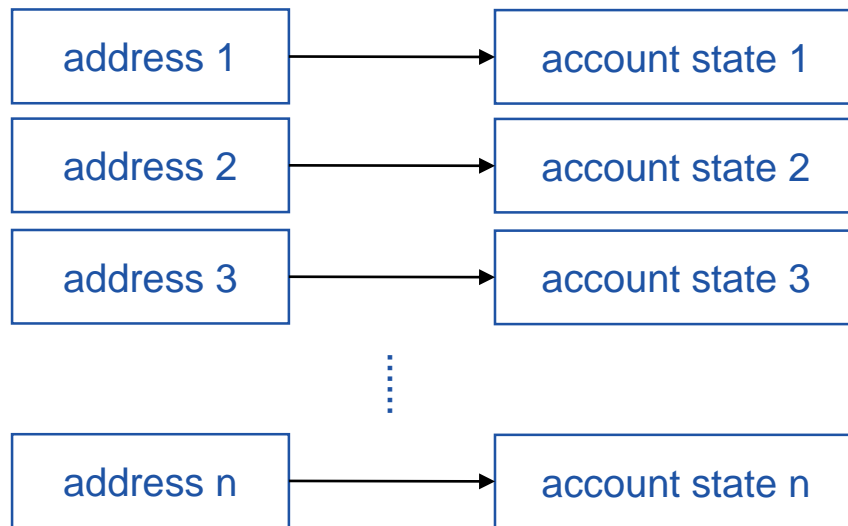 address 1
account state 1
address 2
account state 2
address 3
account state 3
address n
account state n